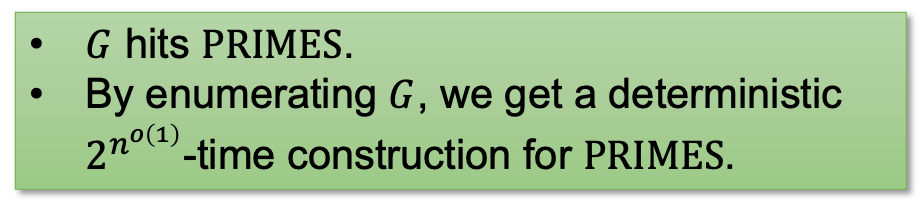 • G hits PRIMES.
• By enumerating G, we get a deterministic
2^{n^{o(1)}}-time construction for PRIMES.